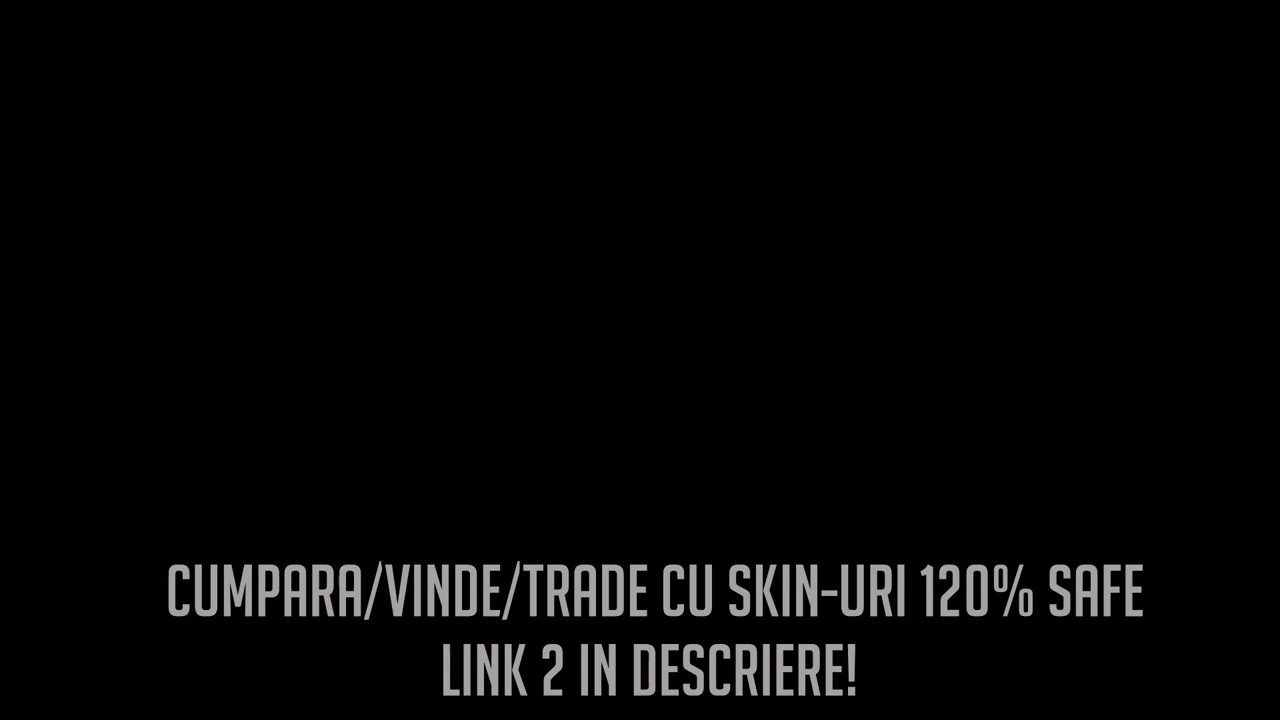 CUMPARA/VINDE/TRADE CU SKIN-URI 120% SAFE
LINK 2 IN DESCRIERE!